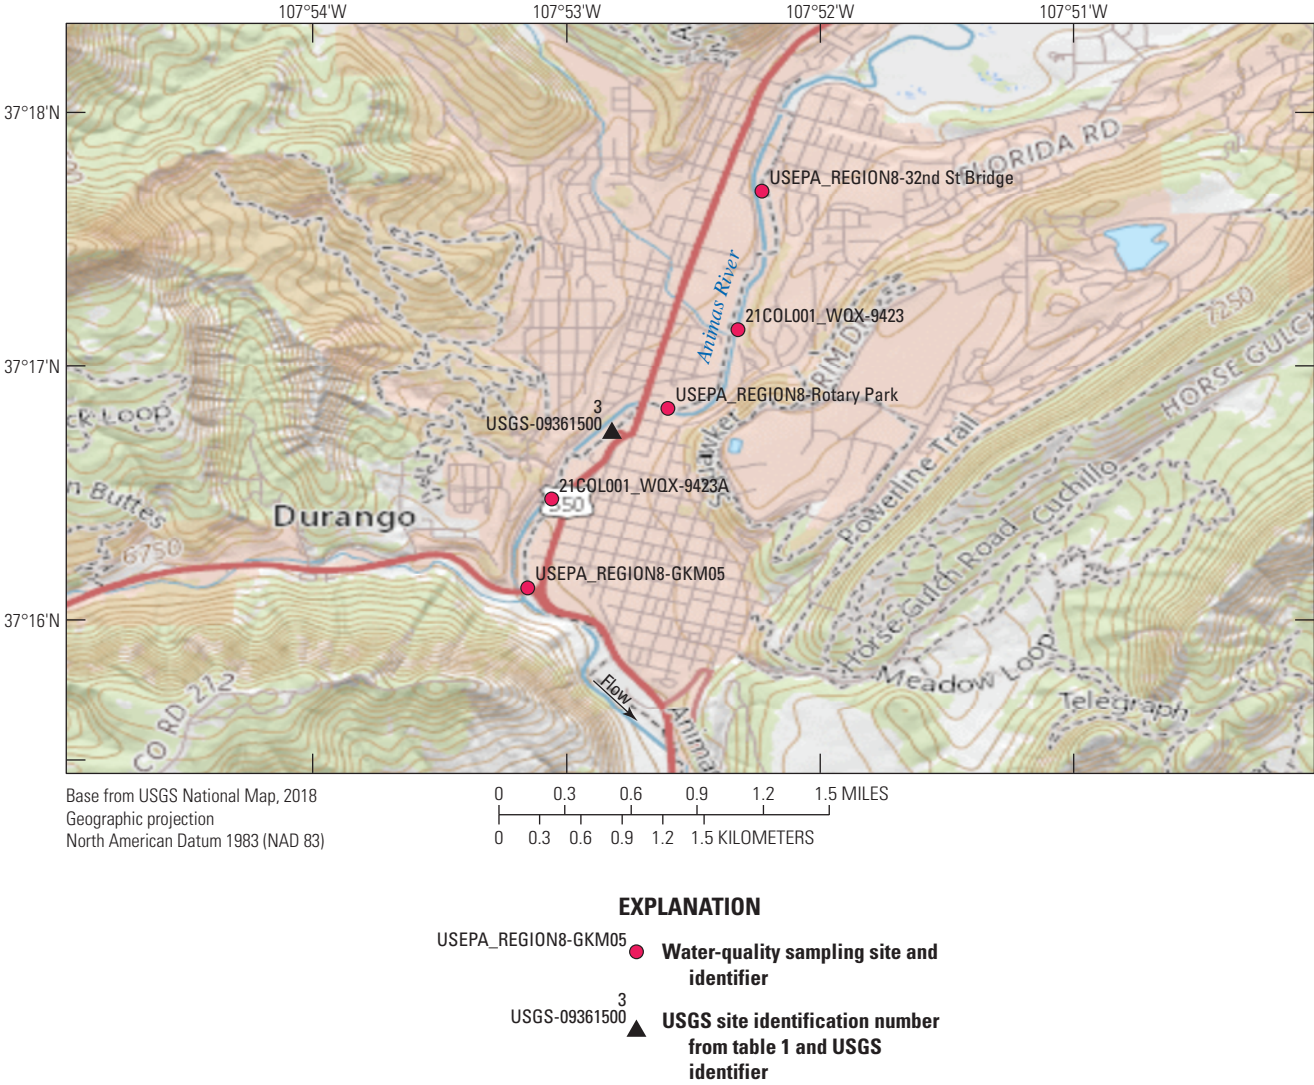 107°54'W 107°53'W 107°52'W 107°51'W
37°18'N
FLORIDA RD
USEPA_REGION8-32nd St Bridge
Animas River
7250
21COL001_WQX-9423
RIM DR
37°17'N
HORSE GULCH
USEPA_REGION8-Rotary Park
3
USGS-09361500
ck Loop
Powerline Trail
Cuchillo
21COL001_WQX-9423A
550
n Buttes
Durango
6750
USEPA_REGION8-GKM05
Horse Gulch Road
37°16'N
Meadow Loop
Telegraph
CO RD 212
Flow
Anima
Base from USGS National Map, 2018
Geographic projection
North American Datum 1983 (NAD 83)
0 0.3 0.6 0.9 1.2 1.5 MILES
0 0.3 0.6 0.9 1.2 1.5 KILOMETERS
EXPLANATION
USEPA_REGION8-GKM05
Water-quality sampling site and
identifier
3
USGS-09361500
USGS site identification number
from table 1 and USGS
identifier